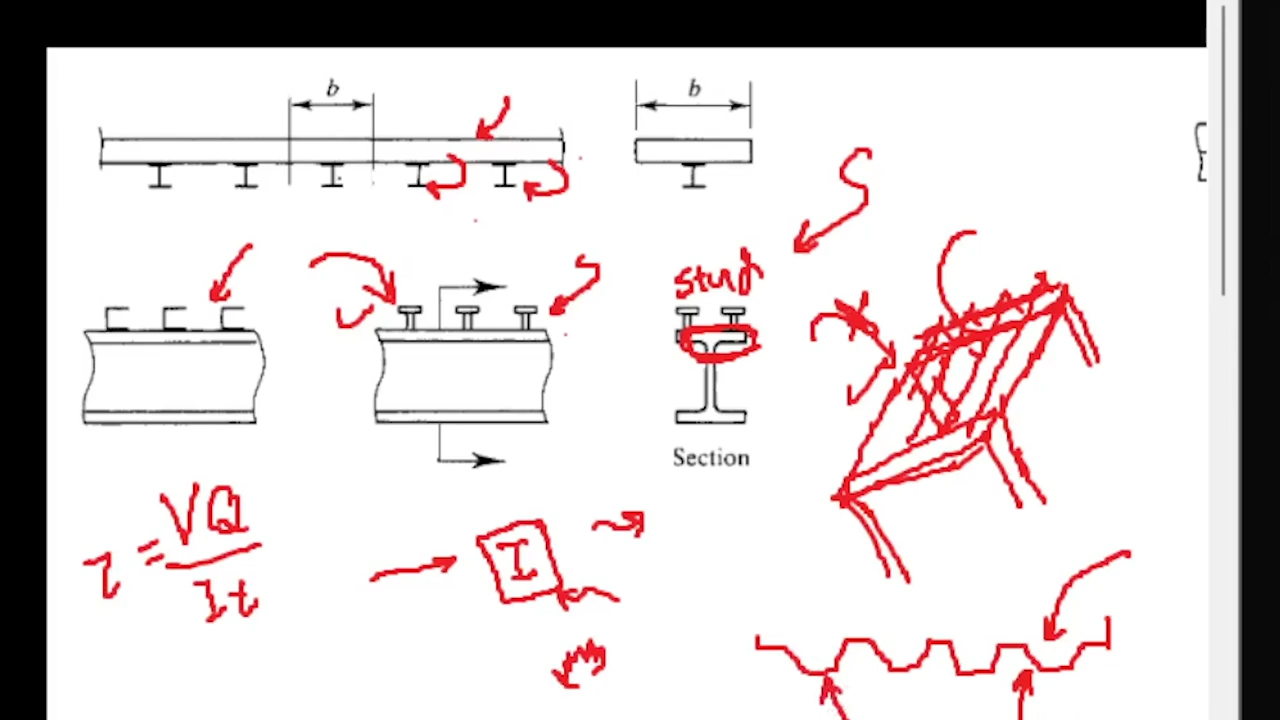 b
b
stud
Section
τ = VQ
It
I